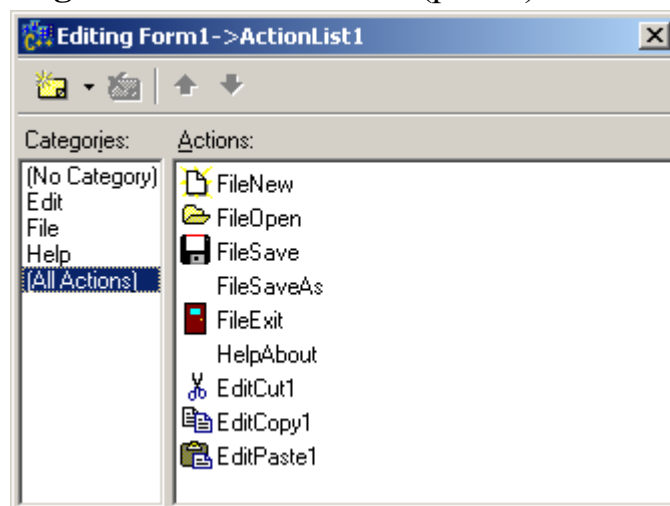 Editing Form1->ActionList1
Categories:
Actions:
(No Category)
Edit
File
Help
(All Actions)
FileNew
FileOpen
FileSave
FileSaveAs
FileExit
HelpAbout
EditCut1
EditCopy1
EditPaste1